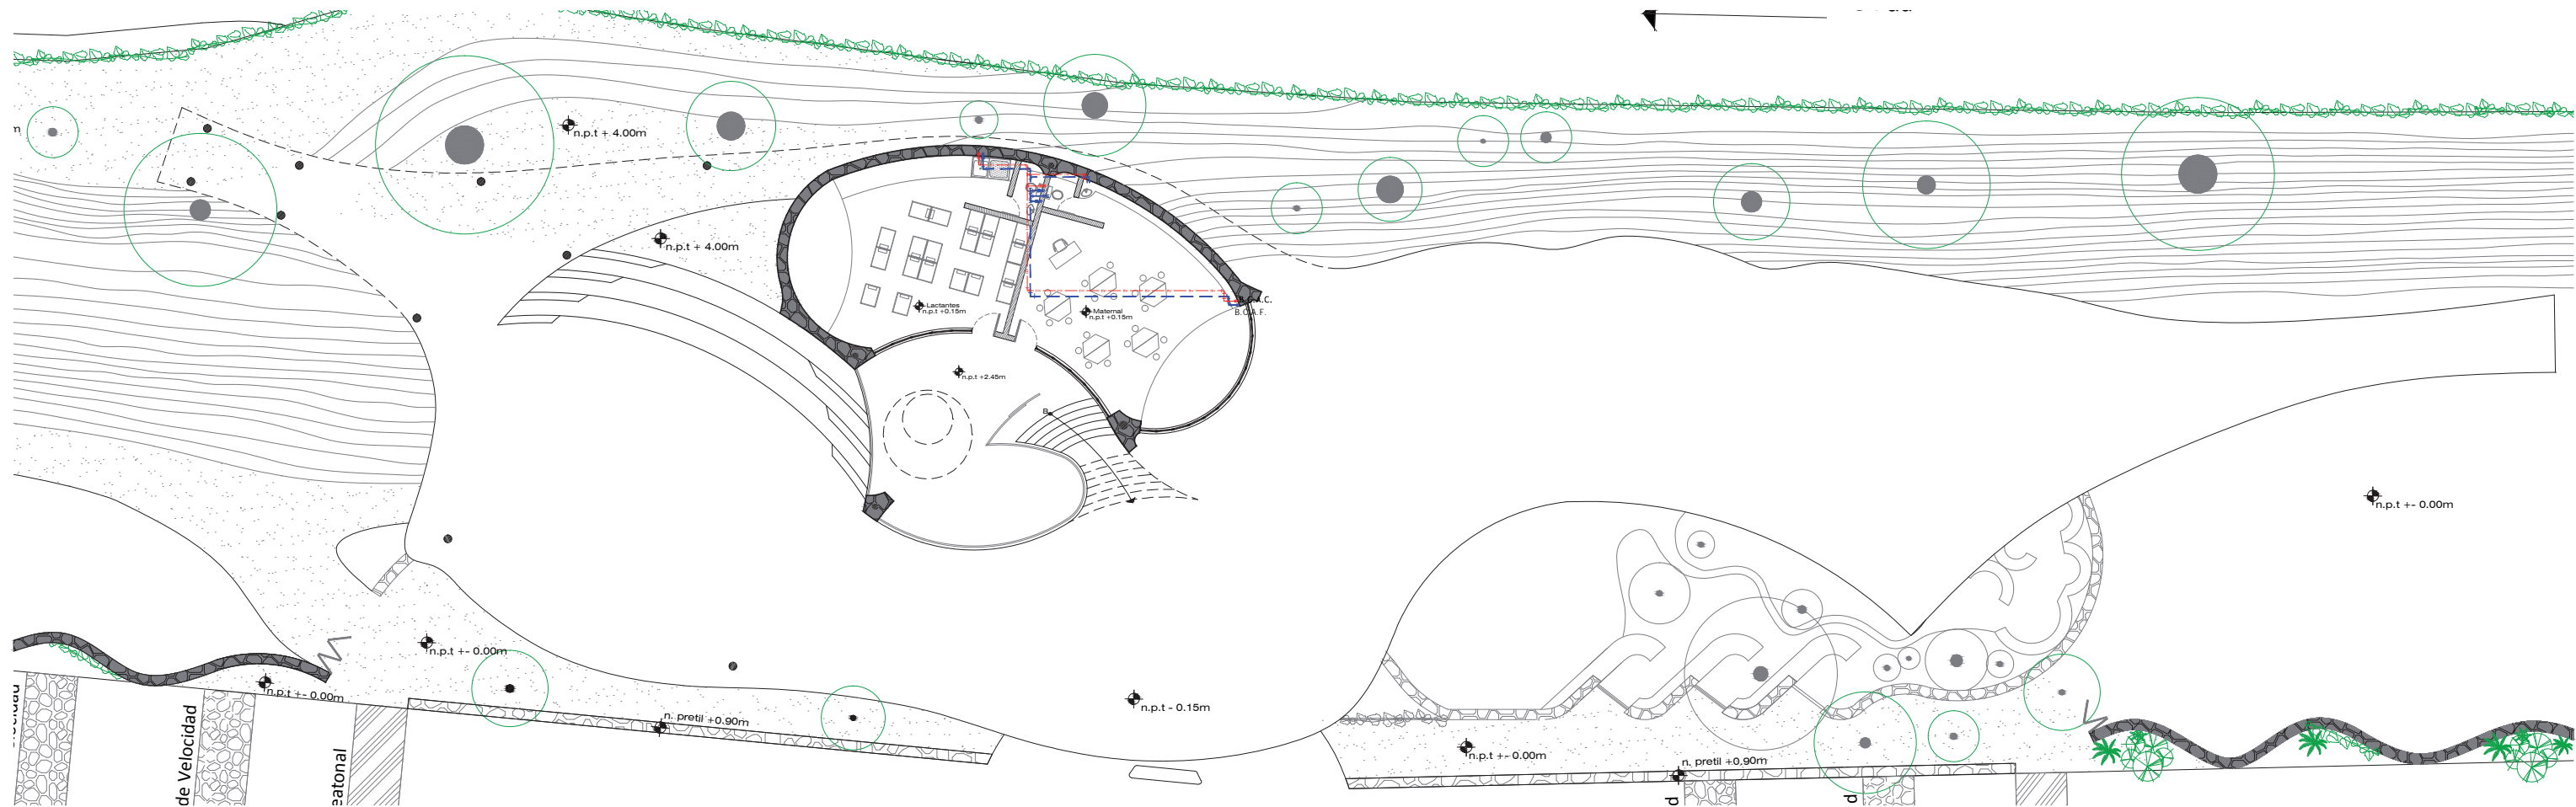 m
n.p.t + 4.00m
n.p.t + 4.00m
Lactantes
n.p.t +0.15m
Maternal
n.p.t +0.15m
B.C.A.F.
n.p.t +2.45m
B
n.p.t +- 0.00m
n.p.t +- 0.00m
n.p.t +- 0.00m
n. pretil +0.90m
n.p.t - 0.15m
n.p.t +- 0.00m
n. pretil +0.90m
de Velocidad
eatonal
d
d